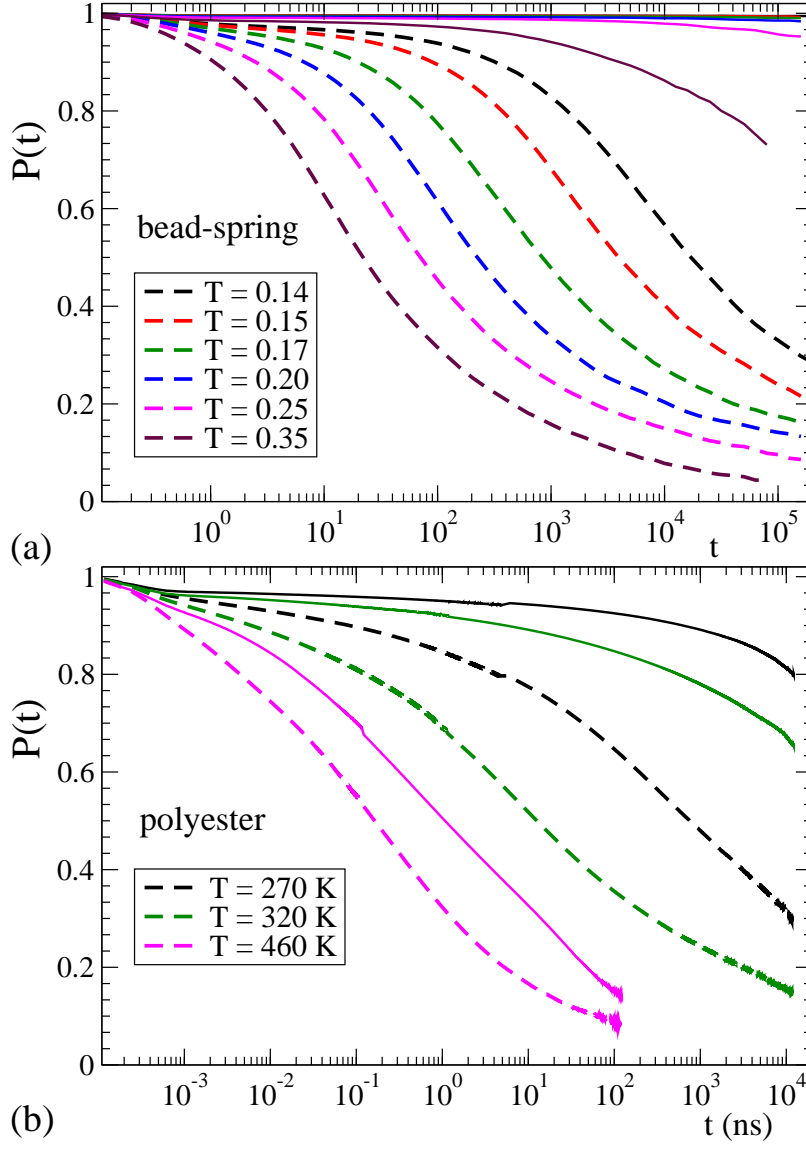 1
0.8
0.6
0.4
0.2
0
P(t)
bead-spring
T = 0.14
T = 0.15
T = 0.17
T = 0.20
T = 0.25
T = 0.35
10^0
10^1
10^2
10^3
10^4
10^5
t
(a)
1
0.8
0.6
0.4
0.2
0
P(t)
polyester
T = 270 K
T = 320 K
T = 460 K
10^-3
10^-2
10^-1
10^0
10^1
10^2
10^3
10^4
t (ns)
(b)